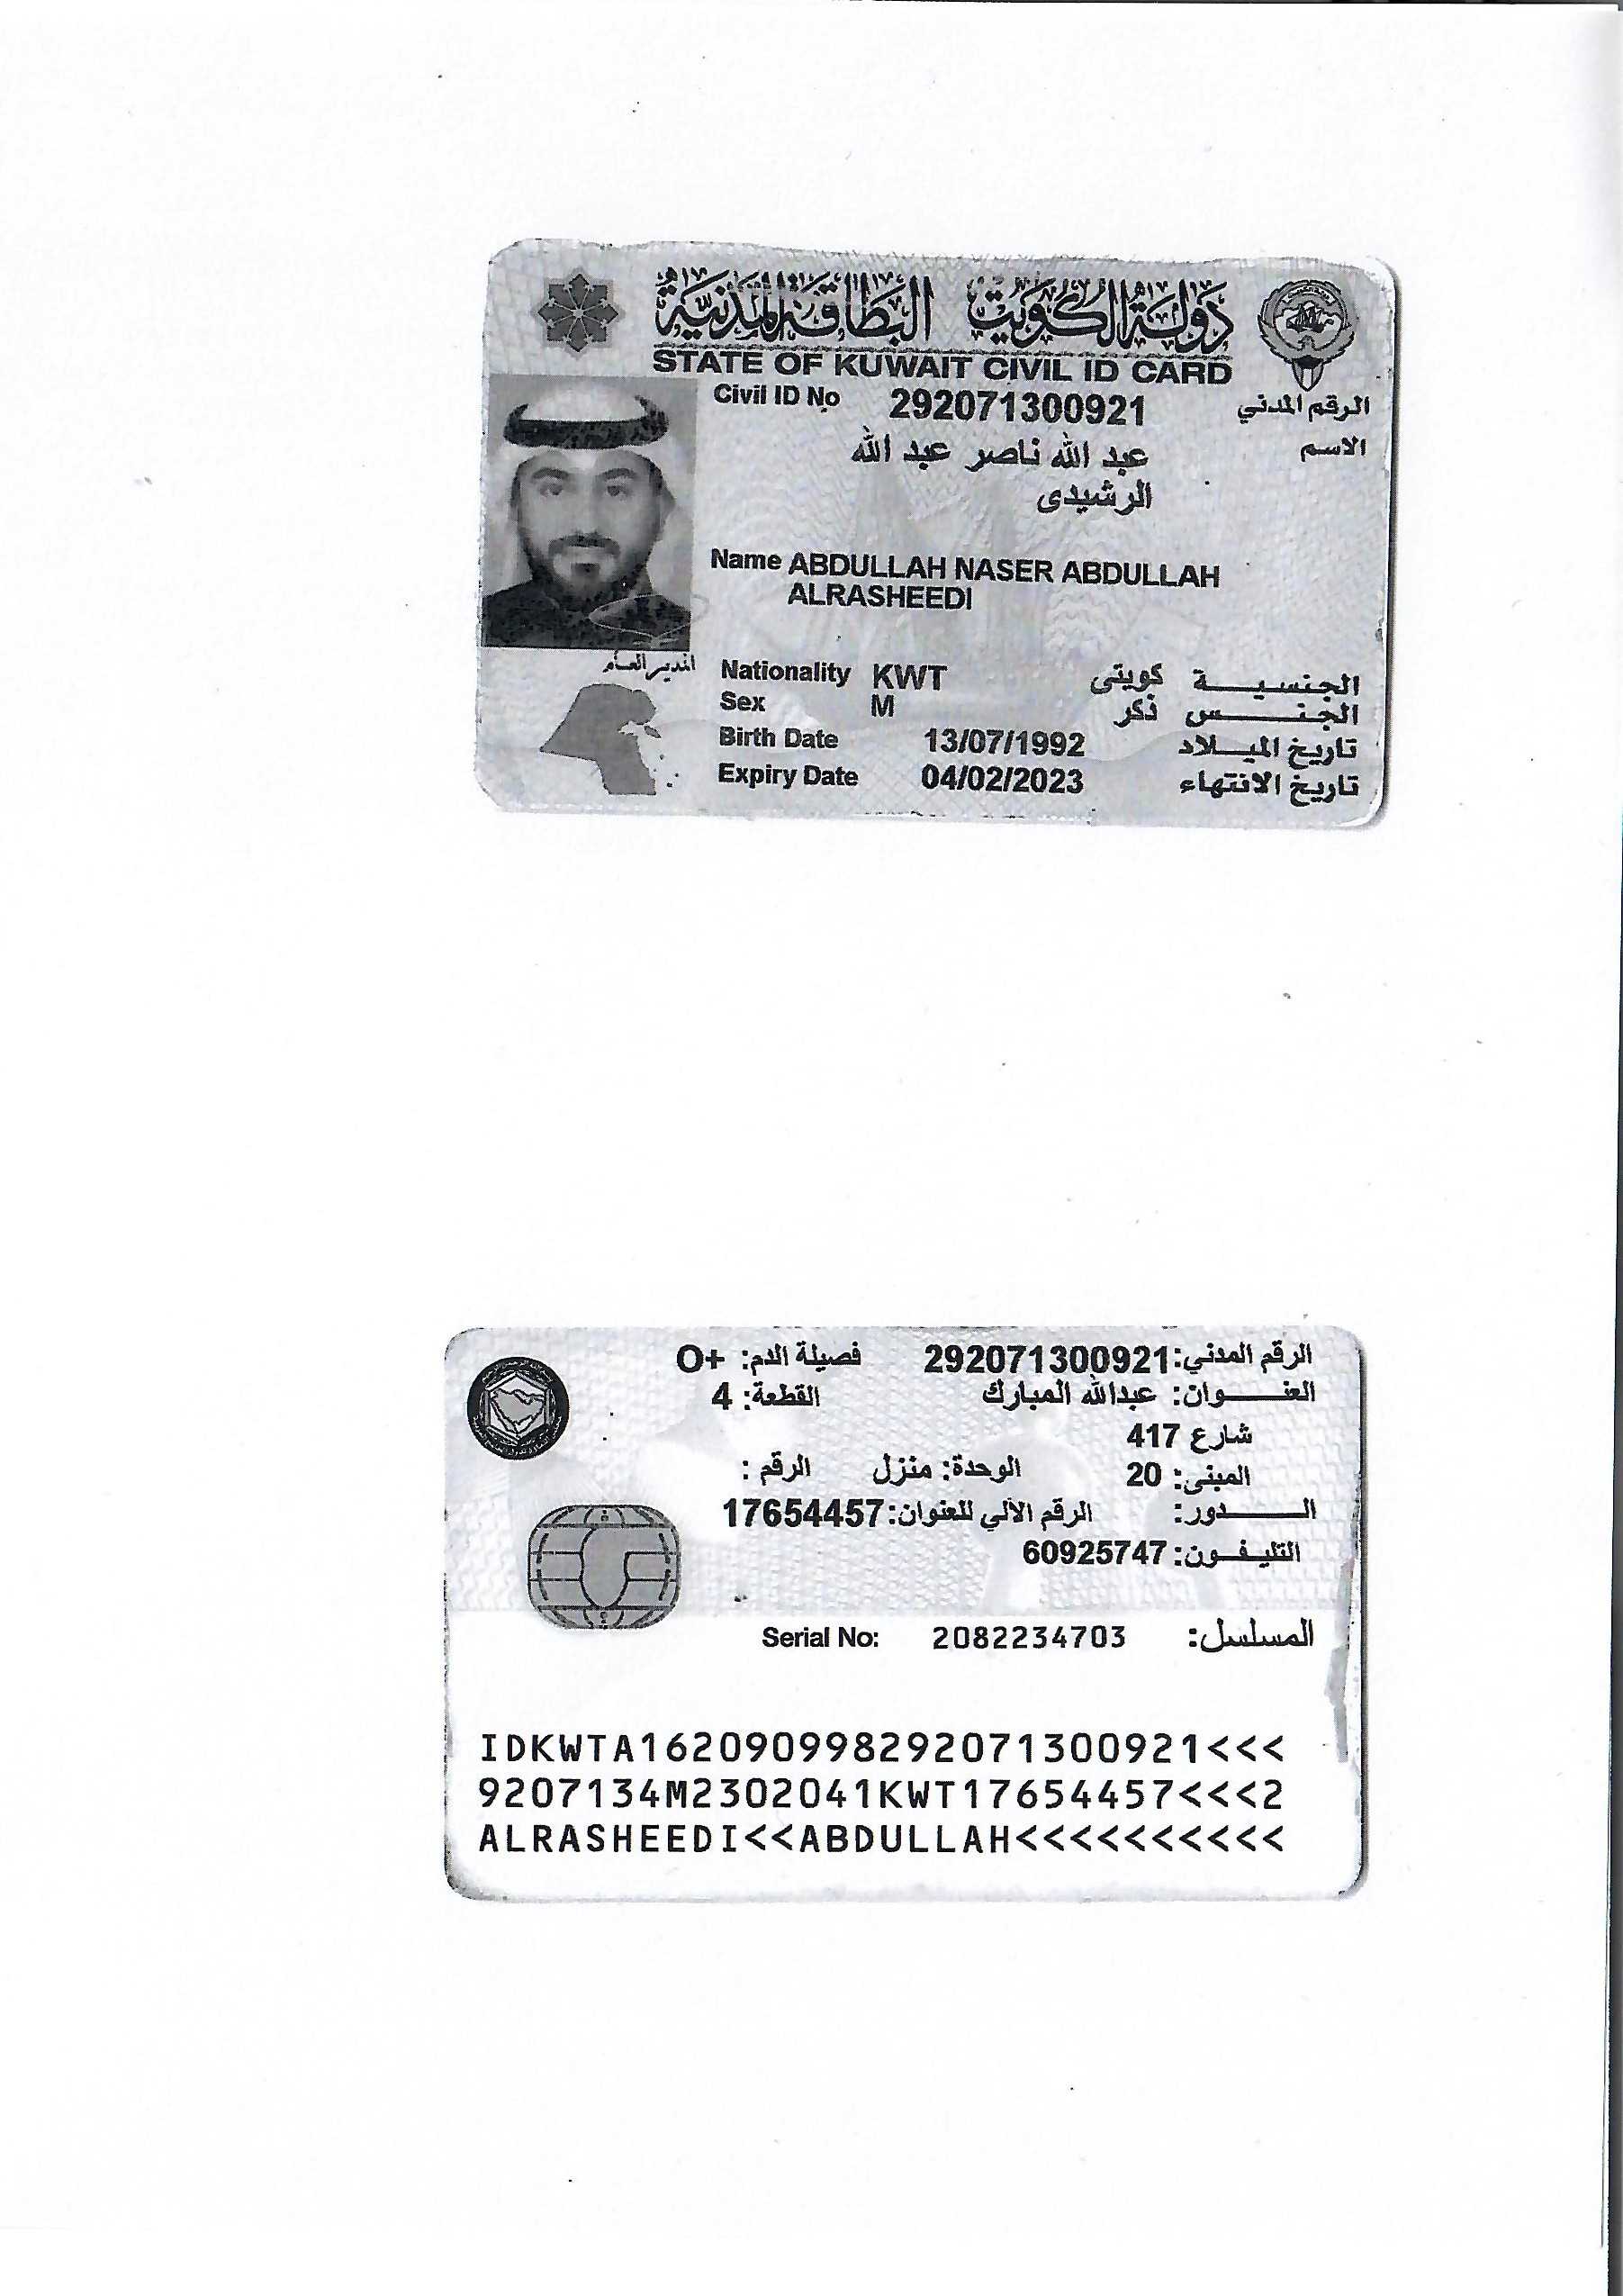 دولة الكويت البطاقة المدنية
STATE OF KUWAIT CIVIL ID CARD
Civil ID No 292071300921 الرقم المدني
عبد الله ناصر عبد الله الاسم
الرشيدى
Name ABDULLAH NASER ABDULLAH
ALRASHEEDI
المدير العام
Nationality KWT كويتى الجنسية
Sex M ذكر الجنس
Birth Date 13/07/1992 تاريخ الميلاد
Expiry Date 04/02/2023 تاريخ الانتهاء
الرقم المدني: 292071300921 فصيلة الدم: O+
العنوان: عبدالله المبارك القطعة: 4
شارع 417
المبنى: 20 الوحدة: منزل الرقم :
الدور: الرقم الآلي للعنوان: 17654457
التليفون: 60925747
Serial No: 2082234703 المسلسل:
IDKWTA162090998292071300921<<<
9207134M2302041KWT17654457<<<2
ALRASHEEDI<<ABDULLAH<<<<<<<<<<